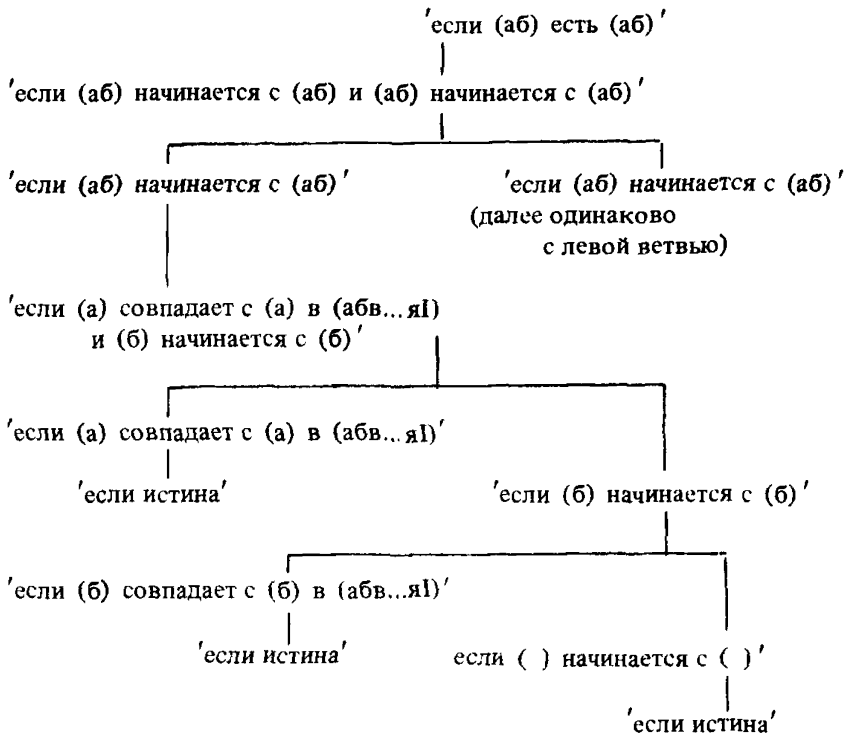 'если (аб) есть (аб)'
'если (аб) начинается с (аб) и (аб) начинается с (аб)'
'если (аб) начинается с (аб)'
'если (аб) начинается с (аб)'
(далее одинаково
с левой ветвью)
'если (а) совпадает с (а) в (абв...яI)
и (б) начинается с (б)'
'если (а) совпадает с (а) в (абв...яI)'
'если истина'
'если (б) начинается с (б)'
'если (б) совпадает с (б) в (абв...яI)'
'если истина'
если ( ) начинается с ( )'
'если истина'